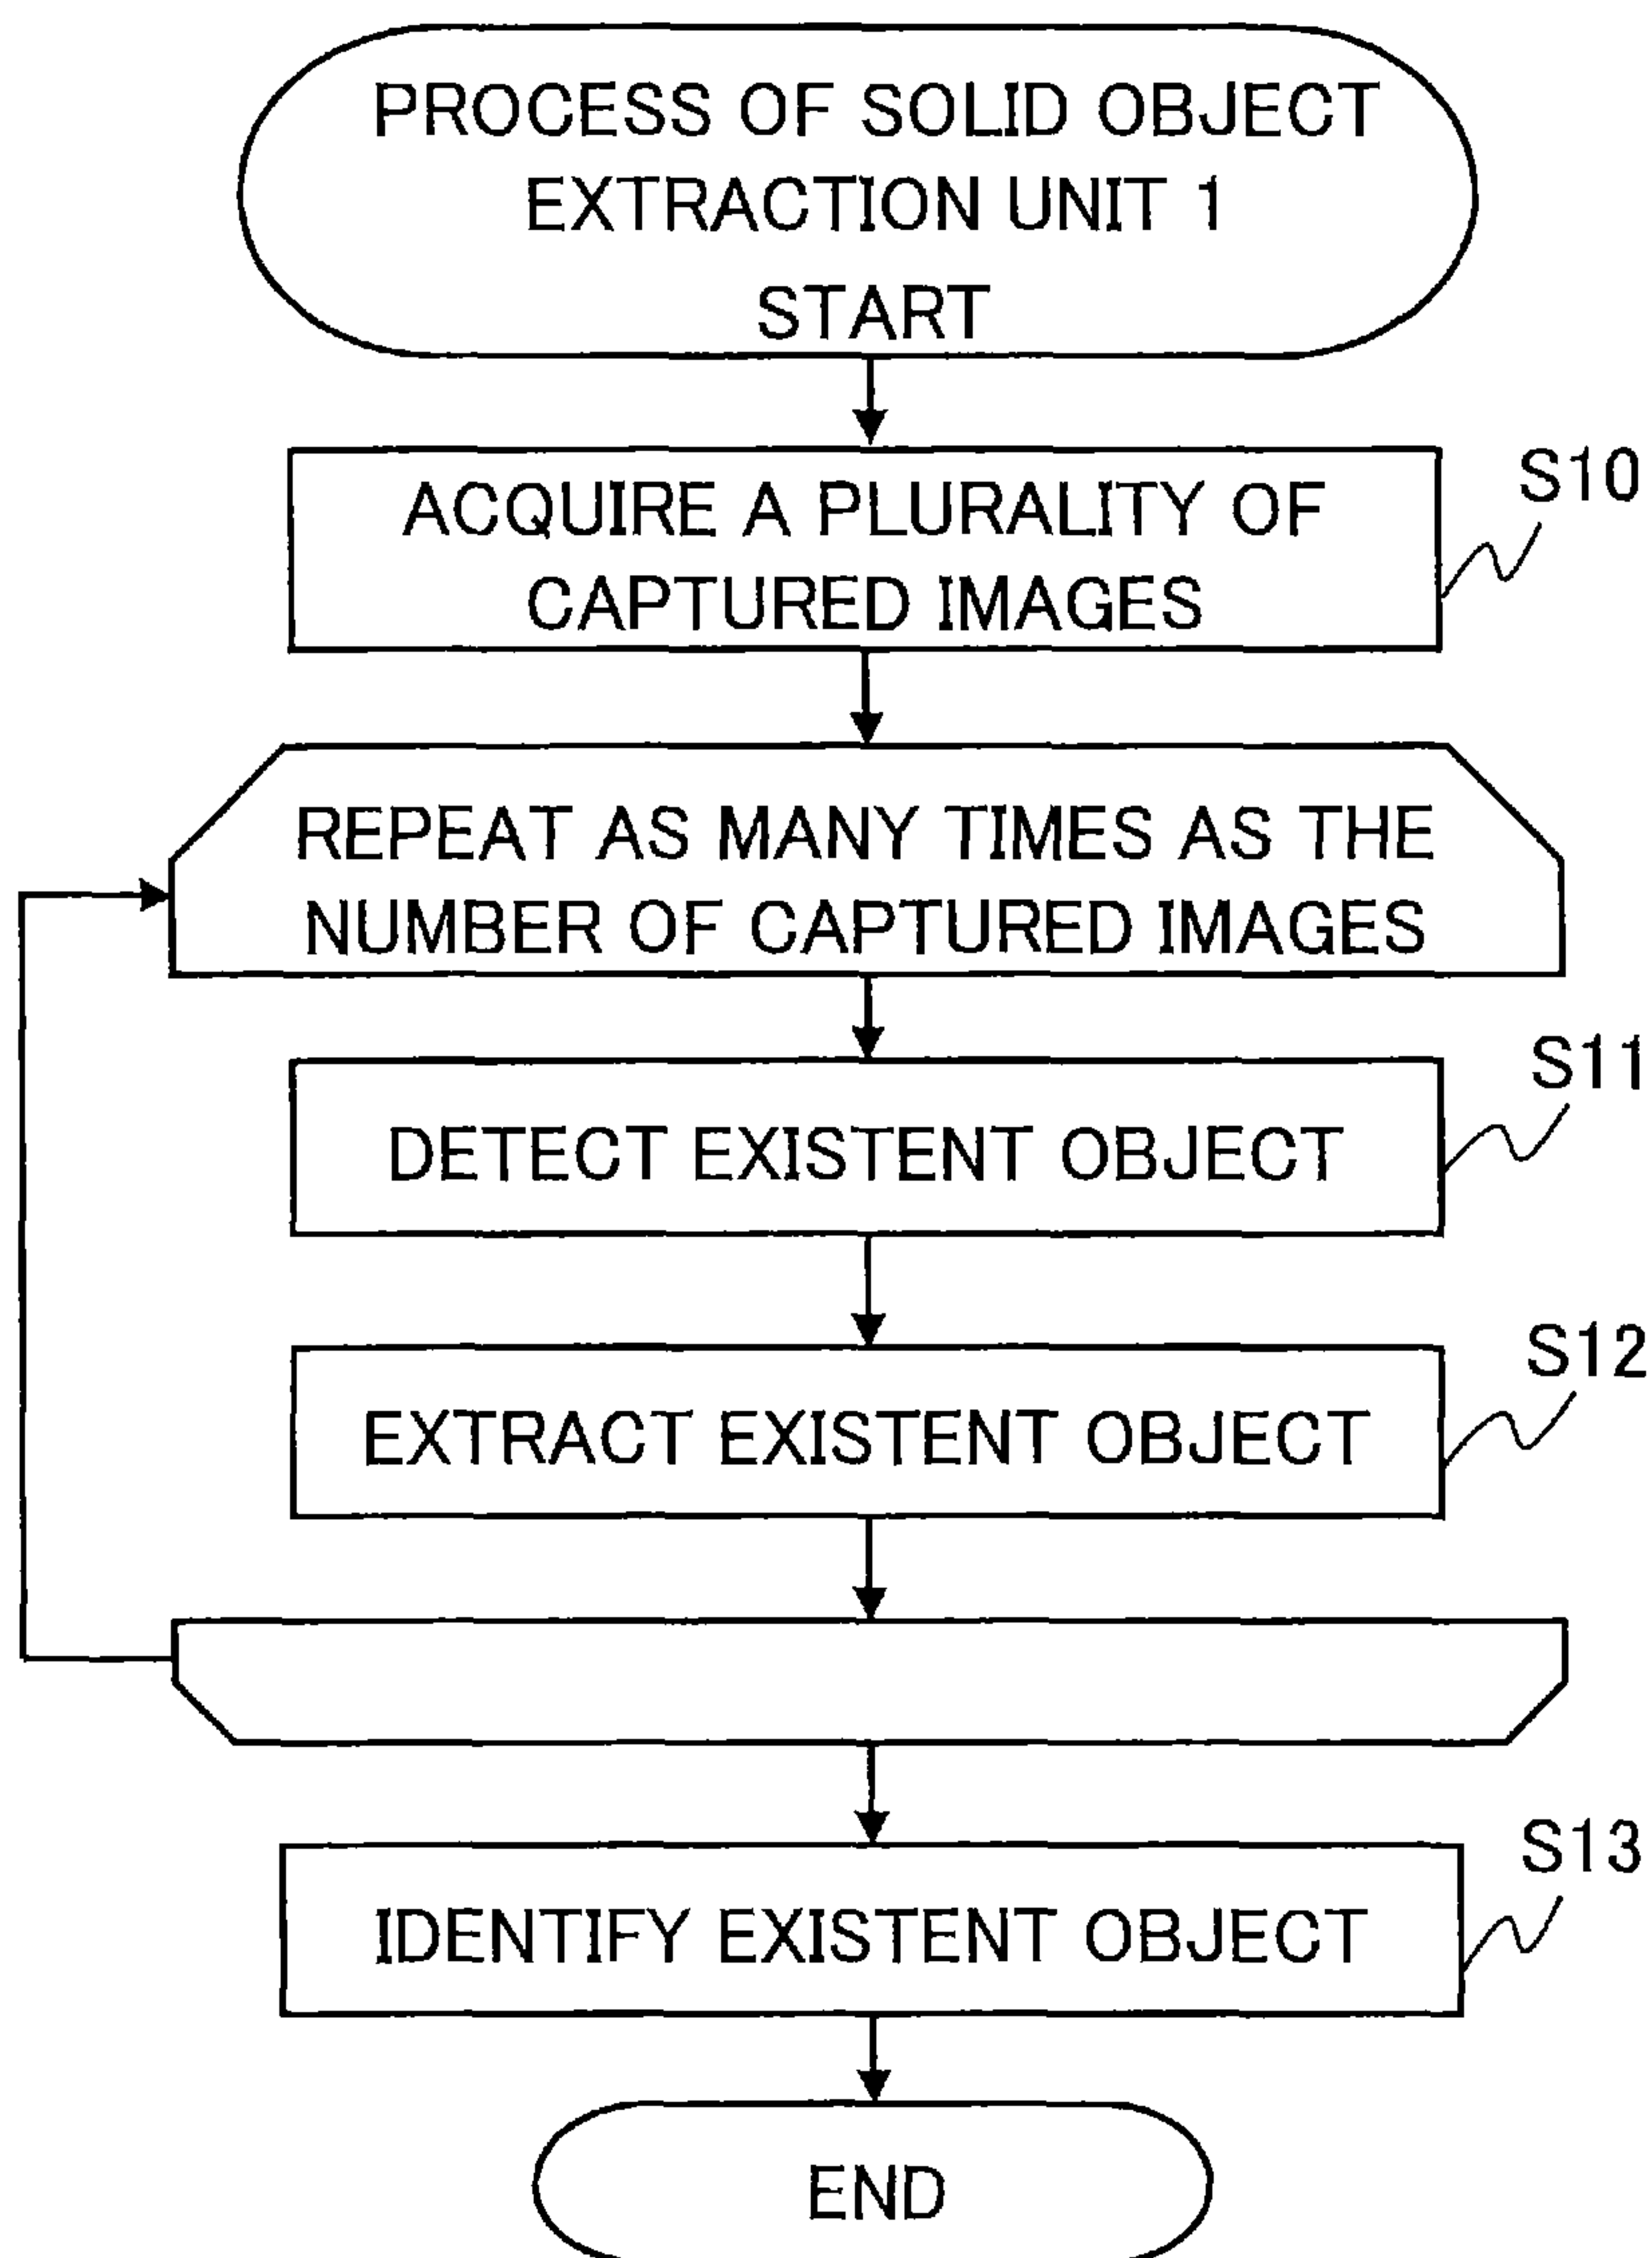 PROCESS OF SOLID OBJECT
EXTRACTION UNIT 1
START
S10
ACQUIRE A PLURALITY OF
CAPTURED IMAGES
REPEAT AS MANY TIMES AS THE
NUMBER OF CAPTURED IMAGES
S11
DETECT EXISTENT OBJECT
S12
EXTRACT EXISTENT OBJECT
S13
IDENTIFY EXISTENT OBJECT
END